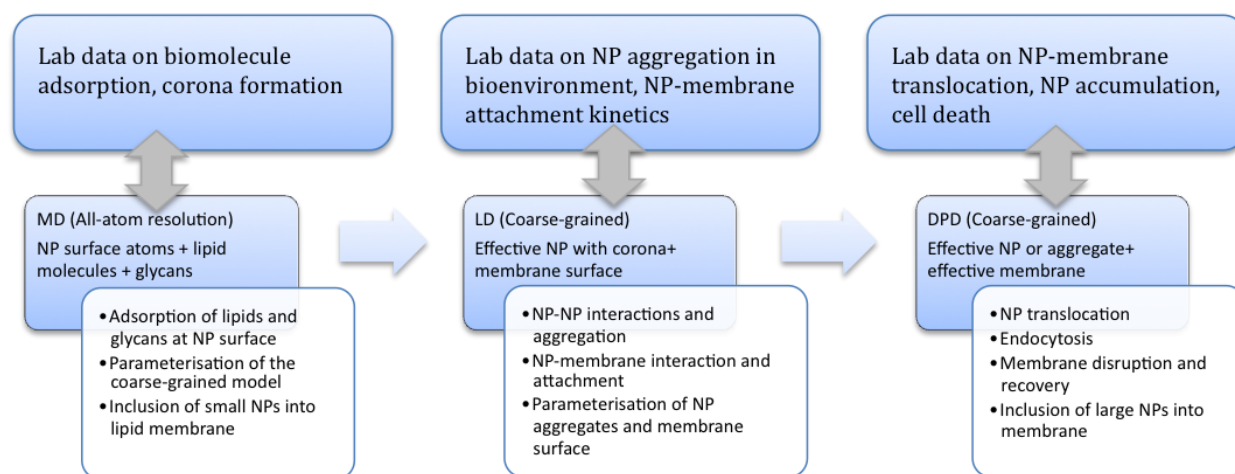 Lab data on biomolecule
adsorption, corona formation
Lab data on NP aggregation in
bioenvironment, NP-membrane
attachment kinetics
Lab data on NP-membrane
translocation, NP accumulation,
cell death
MD (All-atom resolution)
NP surface atoms + lipid
molecules + glycans
•Adsorption of lipids and
glycans at NP surface
•Parameterisation of the
coarse-grained model
•Inclusion of small NPs into
lipid membrane
LD (Coarse-grained)
Effective NP with corona+
membrane surface
•NP-NP interactions and
aggregation
•NP-membrane interaction and
attachment
•Parameterisation of NP
aggregates and membrane
surface
DPD (Coarse-grained)
Effective NP or aggregate+
effective membrane
•NP translocation
•Endocytosis
•Membrane disruption and
recovery
•Inclusion of large NPs into
membrane